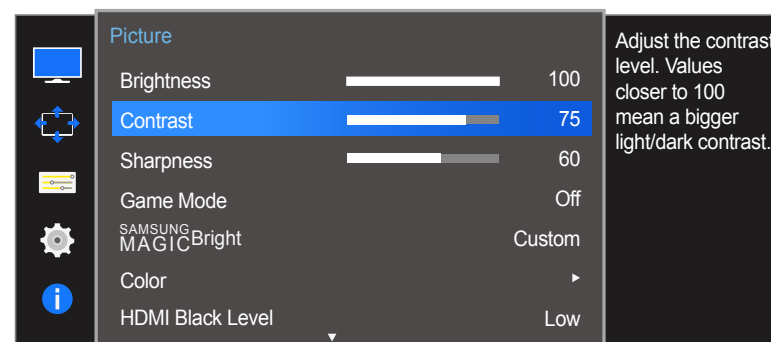 Picture
Brightness 100
Contrast 75
Sharpness 60
Game Mode Off
SAMSUNG
MAGICBright Custom
Color
HDMI Black Level Low
Adjust the contrast
level. Values
closer to 100
mean a bigger
light/dark contrast.
i